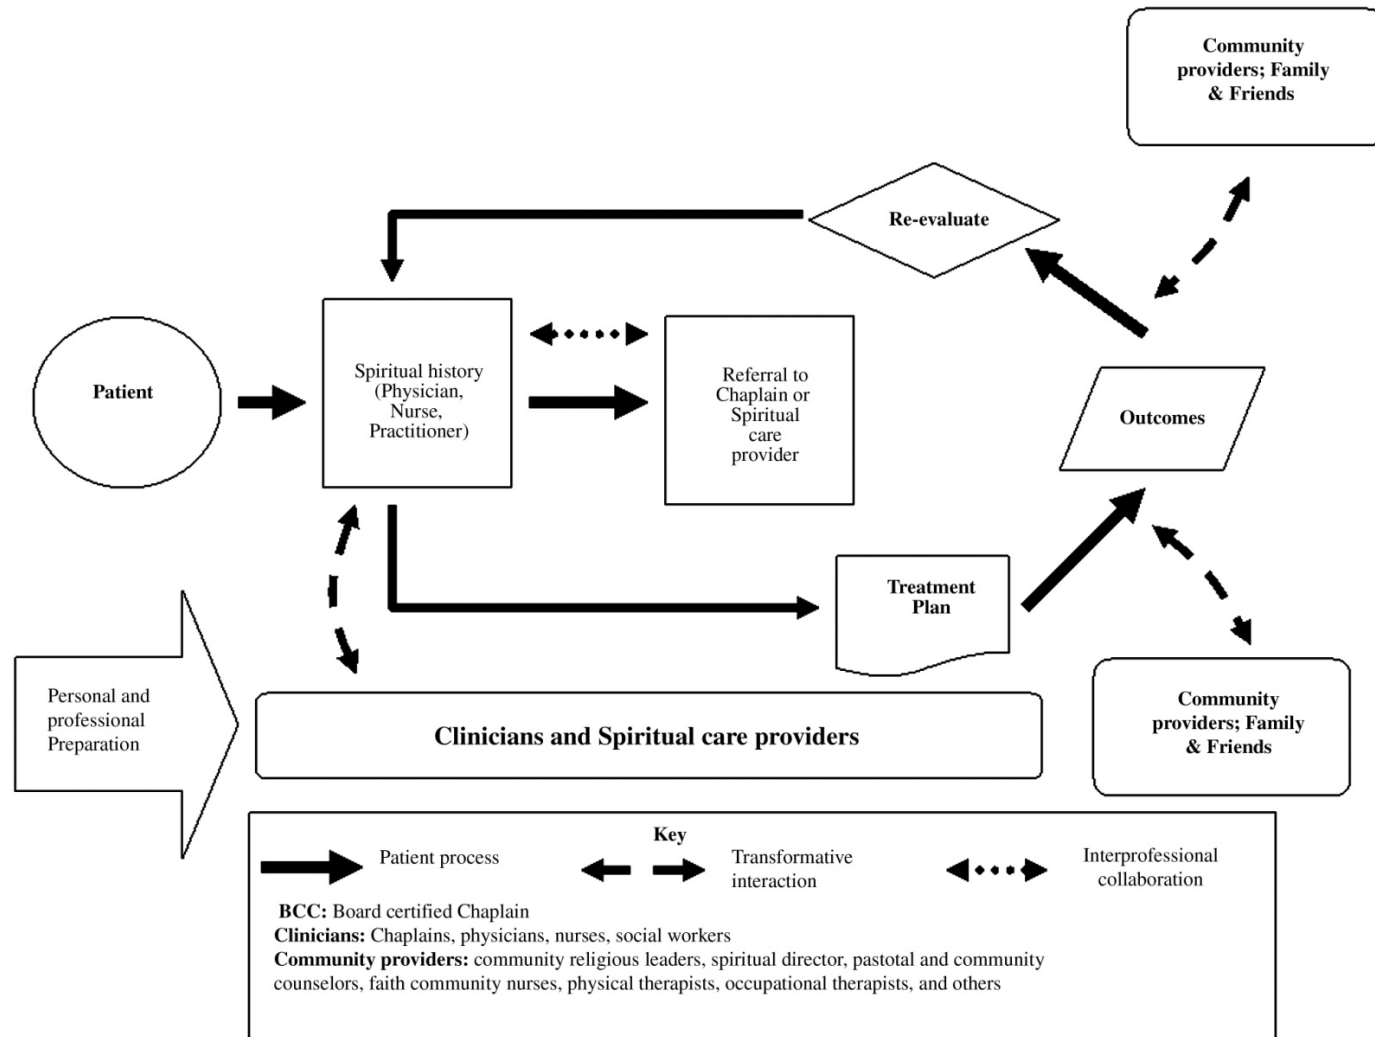 Community
providers; Family
& Friends
Re-evaluate
Patient
Spiritual history
(Physician,
Nurse,
Practitioner)
Referral to
Chaplain or
Spiritual
care
provider
Outcomes
Treatment
Plan
Personal and
professional
Preparation
Clinicians and Spiritual care providers
Community
providers; Family
& Friends
Key
Patient process
Transformative
interaction
Interprofessional
collaboration
BCC: Board certified Chaplain
Clinicians: Chaplains, physicians, nurses, social workers
Community providers: community religious leaders, spiritual director, pastotal and community
counselors, faith community nurses, physical therapists, occupational therapists, and others